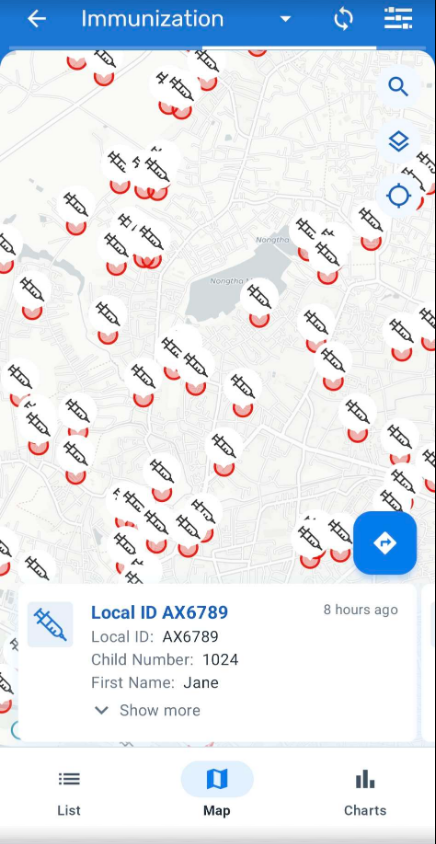 Immunization
Nongtha
Nongtha
Local ID AX6789
8 hours ago
Local ID: AX6789
Child Number: 1024
First Name: Jane
Show more
List
Map
Charts